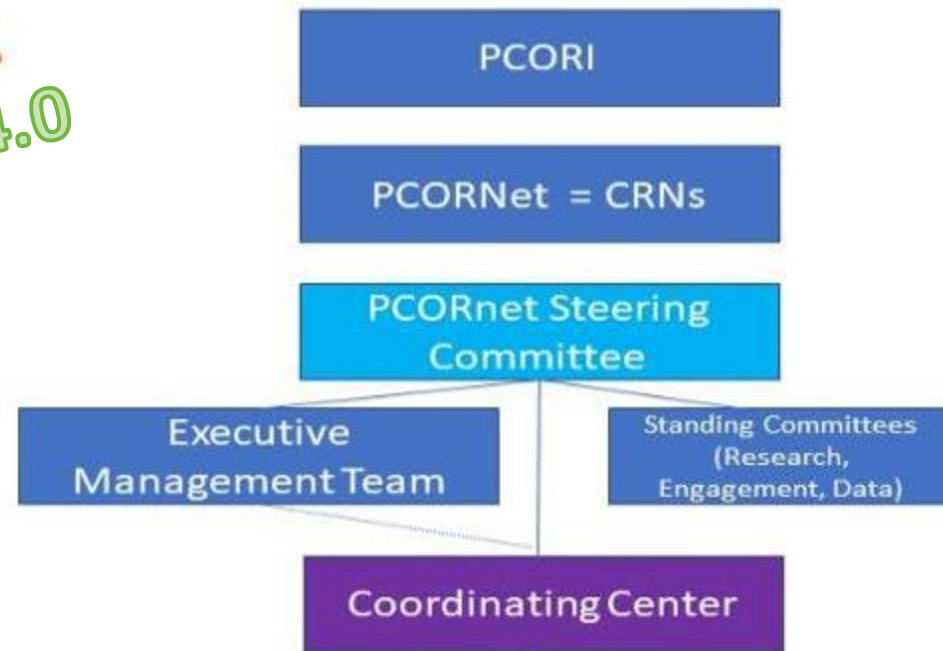 4.0
PCORI
PCORNet = CRNs
PCORnet Steering
Committee
Executive
Management Team
Standing Committees
(Research,
Engagement, Data)
Coordinating Center